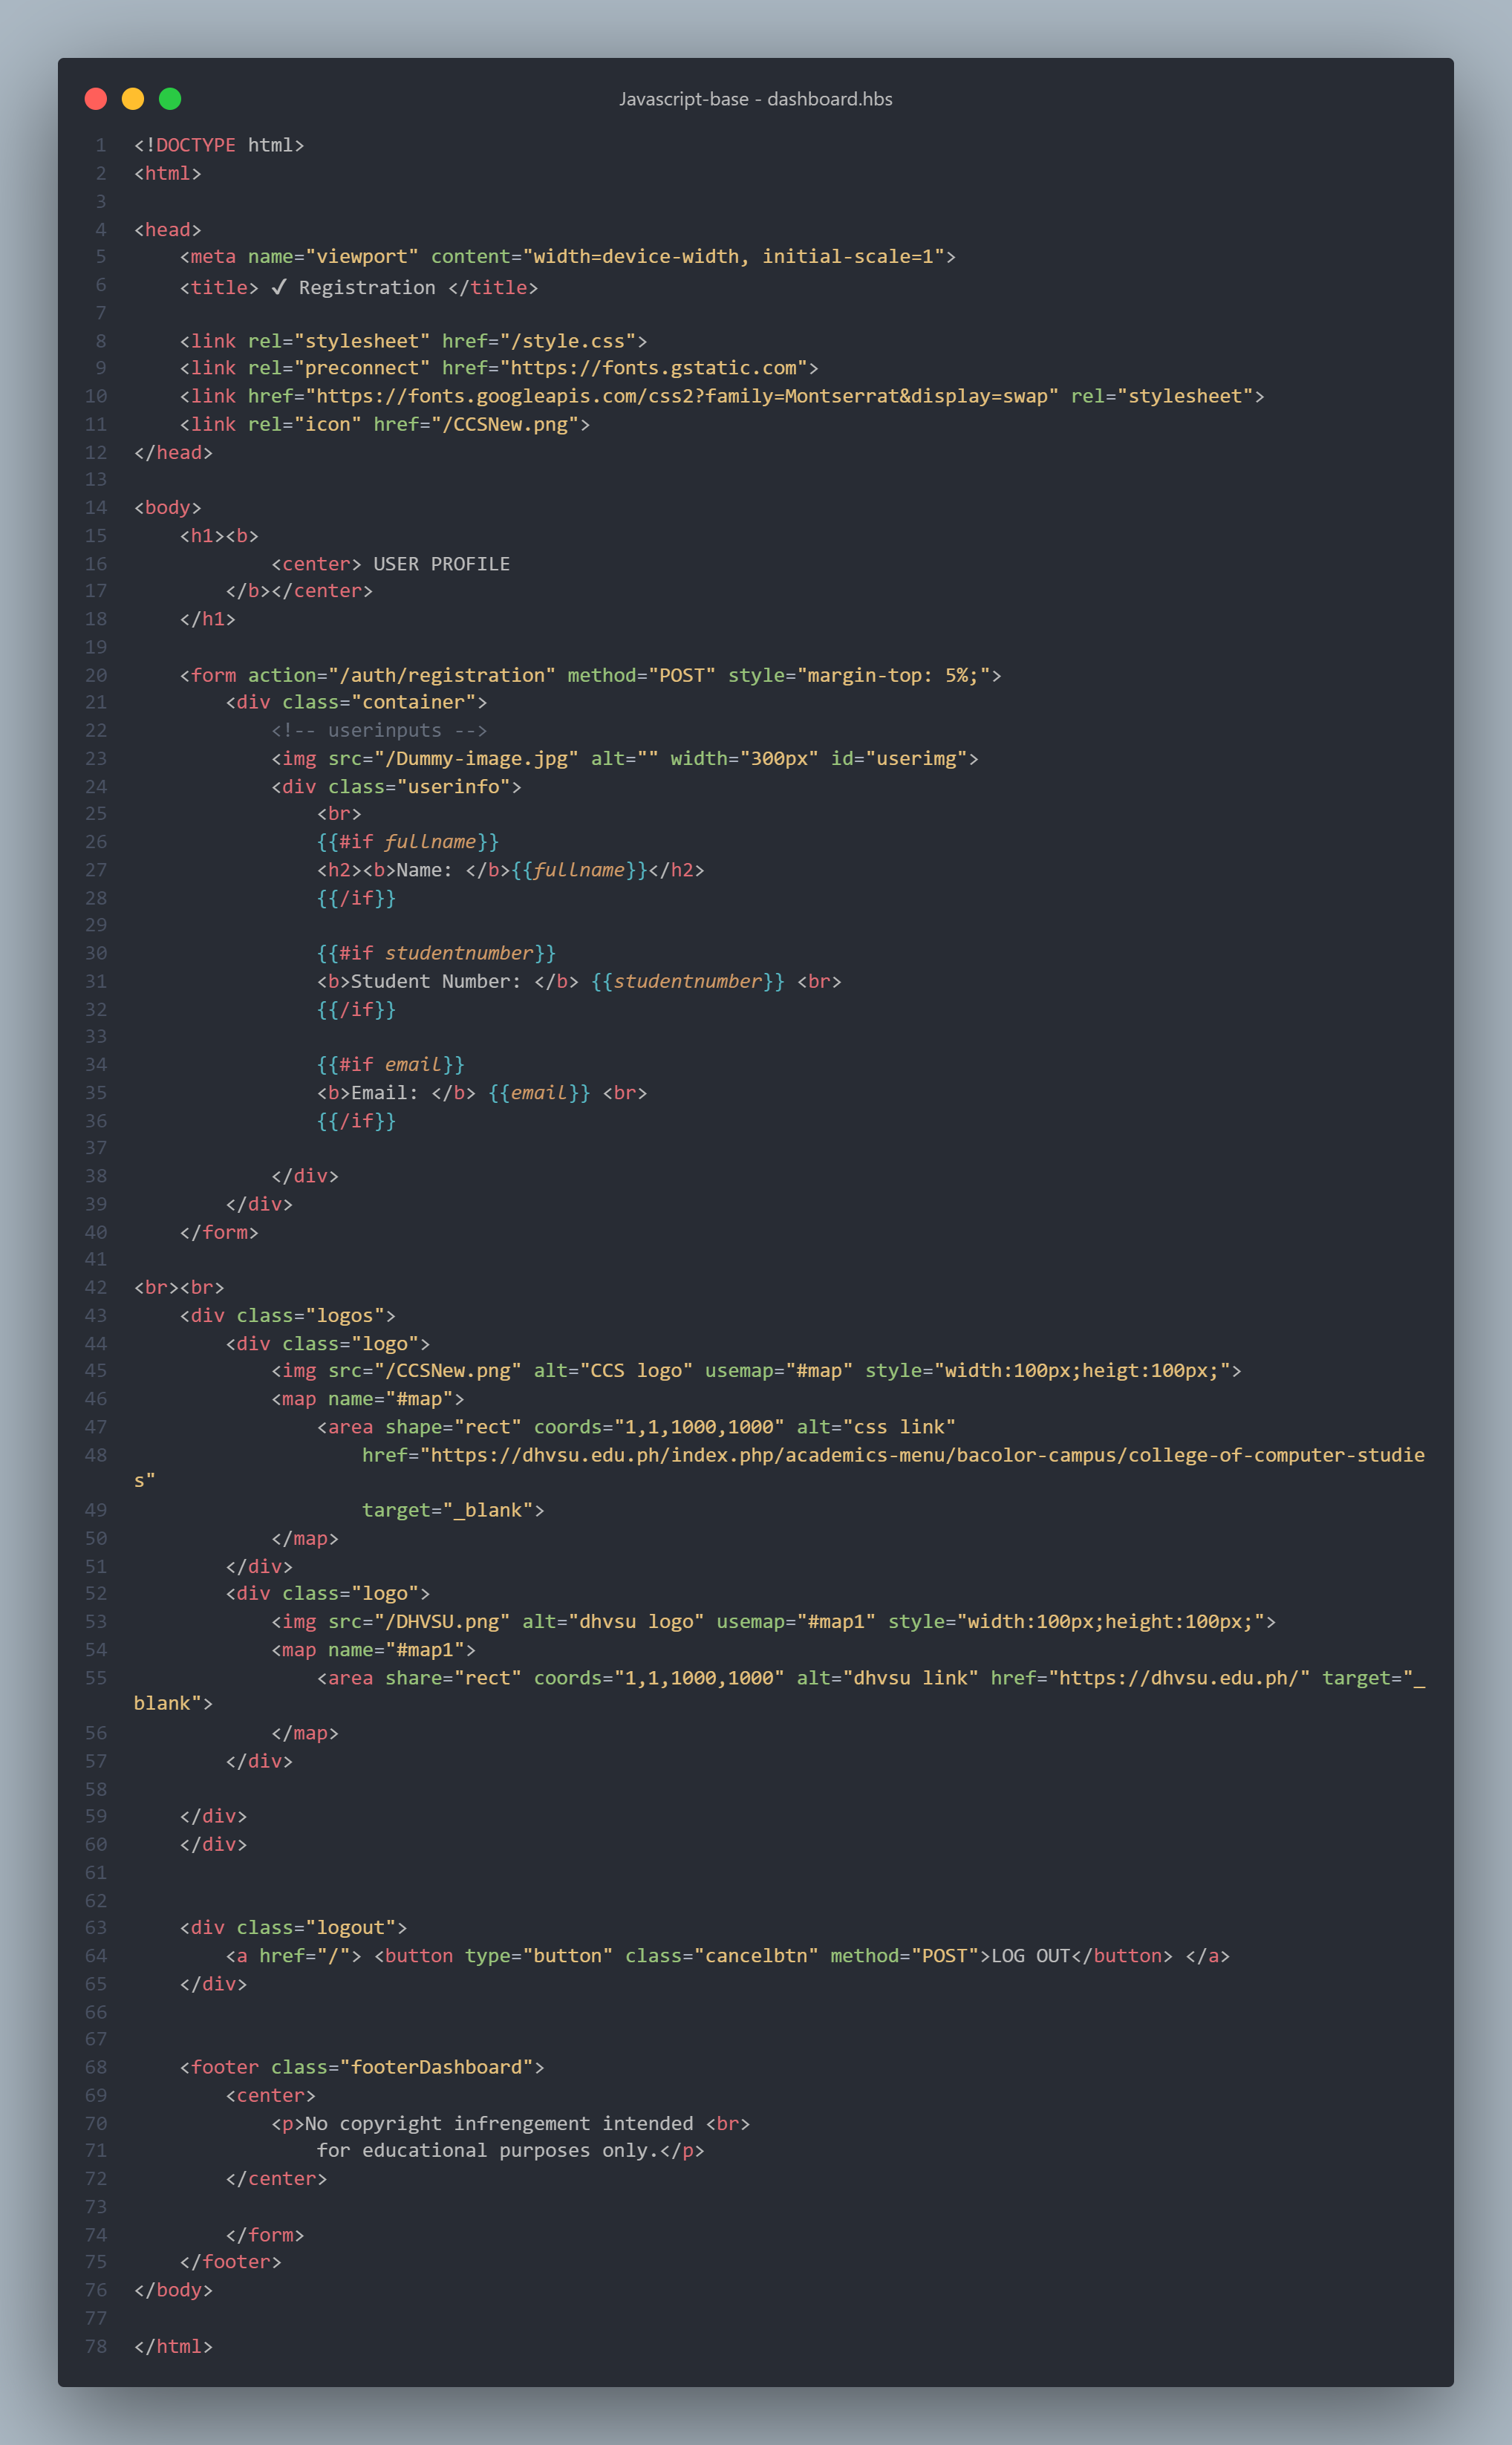 Javascript-base - dashboard.hbs
1 <!DOCTYPE html>
2 <html>
3
4 <head>
5     <meta name="viewport" content="width=device-width, initial-scale=1">
6     <title> ✓ Registration </title>
7
8     <link rel="stylesheet" href="/style.css">
9     <link rel="preconnect" href="https://fonts.gstatic.com">
10     <link href="https://fonts.googleapis.com/css2?family=Montserrat&display=swap" rel="stylesheet">
11     <link rel="icon" href="/CCSNew.png">
12 </head>
13
14 <body>
15     <h1><b>
16             <center> USER PROFILE
17         </b></center>
18     </h1>
19
20     <form action="/auth/registration" method="POST" style="margin-top: 5%;">
21         <div class="container">
22             <!-- userinputs -->
23             <img src="/Dummy-image.jpg" alt="" width="300px" id="userimg">
24             <div class="userinfo">
25                 <br>
26                 {{#if fullname}}
27                 <h2><b>Name: </b>{{fullname}}</h2>
28                 {{/if}}
29
30                 {{#if studentnumber}}
31                 <b>Student Number: </b> {{studentnumber}} <br>
32                 {{/if}}
33
34                 {{#if email}}
35                 <b>Email: </b> {{email}} <br>
36                 {{/if}}
37
38             </div>
39         </div>
40     </form>
41
42 <br><br>
43     <div class="logos">
44         <div class="logo">
45             <img src="/CCSNew.png" alt="CCS logo" usemap="#map" style="width:100px;heigt:100px;">
46             <map name="#map">
47                 <area shape="rect" coords="1,1,1000,1000" alt="css link"
48                     href="https://dhvsu.edu.ph/index.php/academics-menu/bacolor-campus/college-of-computer-studie
s"
49                     target="_blank">
50             </map>
51         </div>
52         <div class="logo">
53             <img src="/DHVSU.png" alt="dhvsu logo" usemap="#map1" style="width:100px;height:100px;">
54             <map name="#map1">
55                 <area share="rect" coords="1,1,1000,1000" alt="dhvsu link" href="https://dhvsu.edu.ph/" target="_
blank">
56             </map>
57         </div>
58
59     </div>
60     </div>
61
62
63     <div class="logout">
64         <a href="/"> <button type="button" class="cancelbtn" method="POST">LOG OUT</button> </a>
65     </div>
66
67
68     <footer class="footerDashboard">
69         <center>
70             <p>No copyright infrengement intended <br>
71                 for educational purposes only.</p>
72         </center>
73
74         </form>
75     </footer>
76 </body>
77
78 </html>